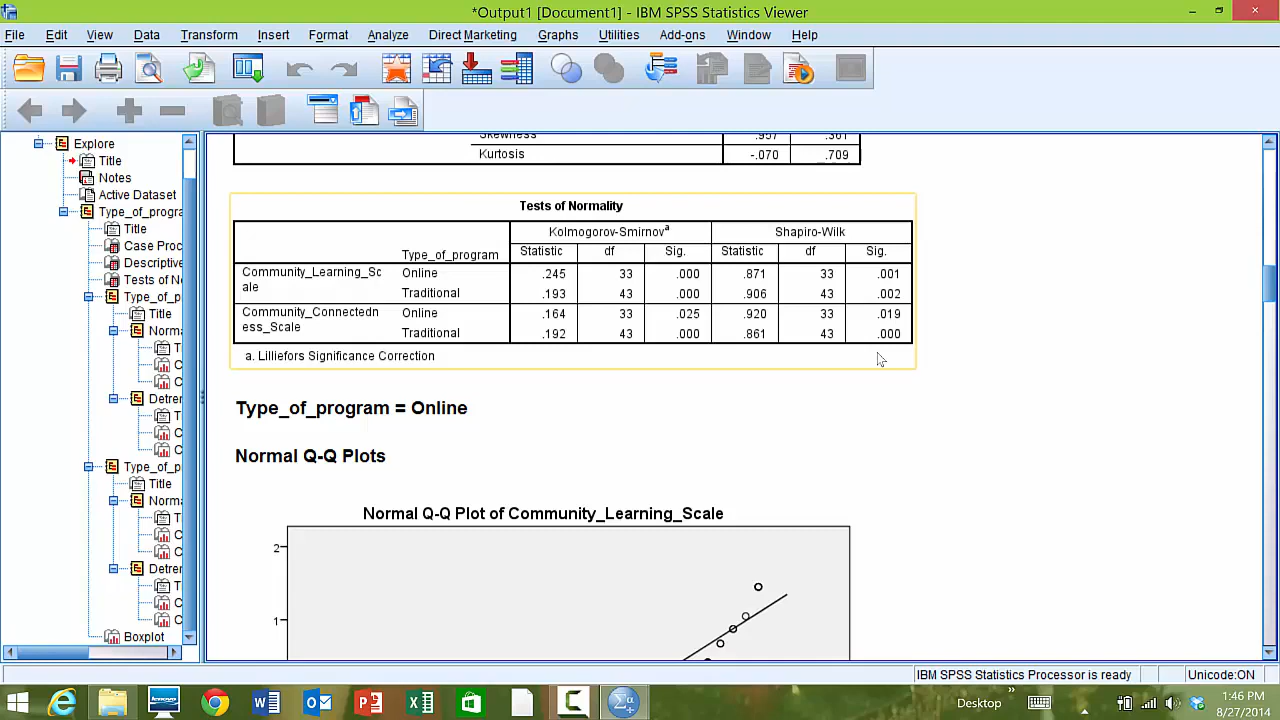 *Output1 [Document1] - IBM SPSS Statistics Viewer
File Edit View Data Transform Insert Format Analyze Direct Marketing Graphs Utilities Add-ons Window Help
Explore
Title
Notes
Active Dataset
Type_of_progra
Title
Case Proc
Descriptive
Tests of No
Type_of_p
Title
Norma
T
C
C
Detre
T
C
C
Type_of_p
Title
Norma
T
C
C
Detre
T
C
C
Boxplot
Skewness .957 .361
Kurtosis -.070 .709
Tests of Normality
Kolmogorov-Smirnov a Shapiro-Wilk
Type_of_program Statistic df Sig. Statistic df Sig.
Community_Learning_Sc Online .245 33 .000 .871 33 .001
ale Traditional .193 43 .000 .906 43 .002
Community_Connectedn Online .164 33 .025 .920 33 .019
ess_Scale Traditional .192 43 .000 .861 43 .000
a. Lilliefors Significance Correction
Type_of_program = Online
Normal Q-Q Plots
Normal Q-Q Plot of Community_Learning_Scale
2
1
IBM SPSS Statistics Processor is ready Unicode:ON
Desktop
1:46 PM
8/27/2014